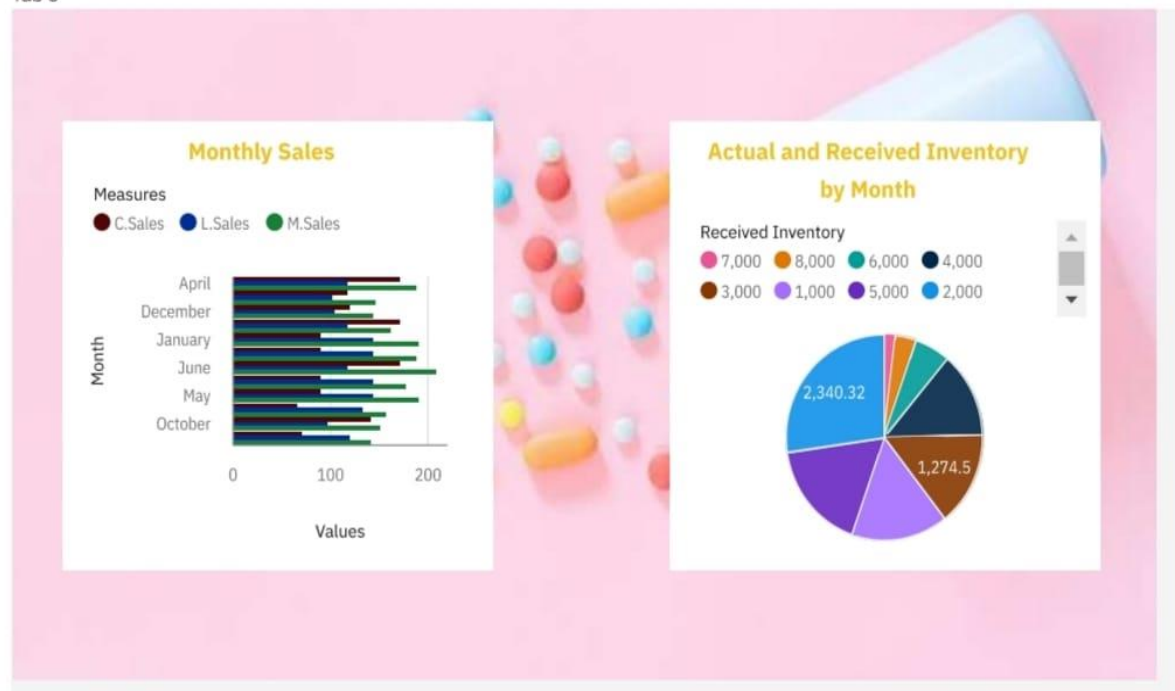 Monthly Sales
Measures
C.Sales L.Sales M.Sales
April
December
January
June
May
October
Month
0 100 200
Values
Actual and Received Inventory
by Month
Received Inventory
7,000 8,000 6,000 4,000
3,000 1,000 5,000 2,000
2,340.32
1,274.5